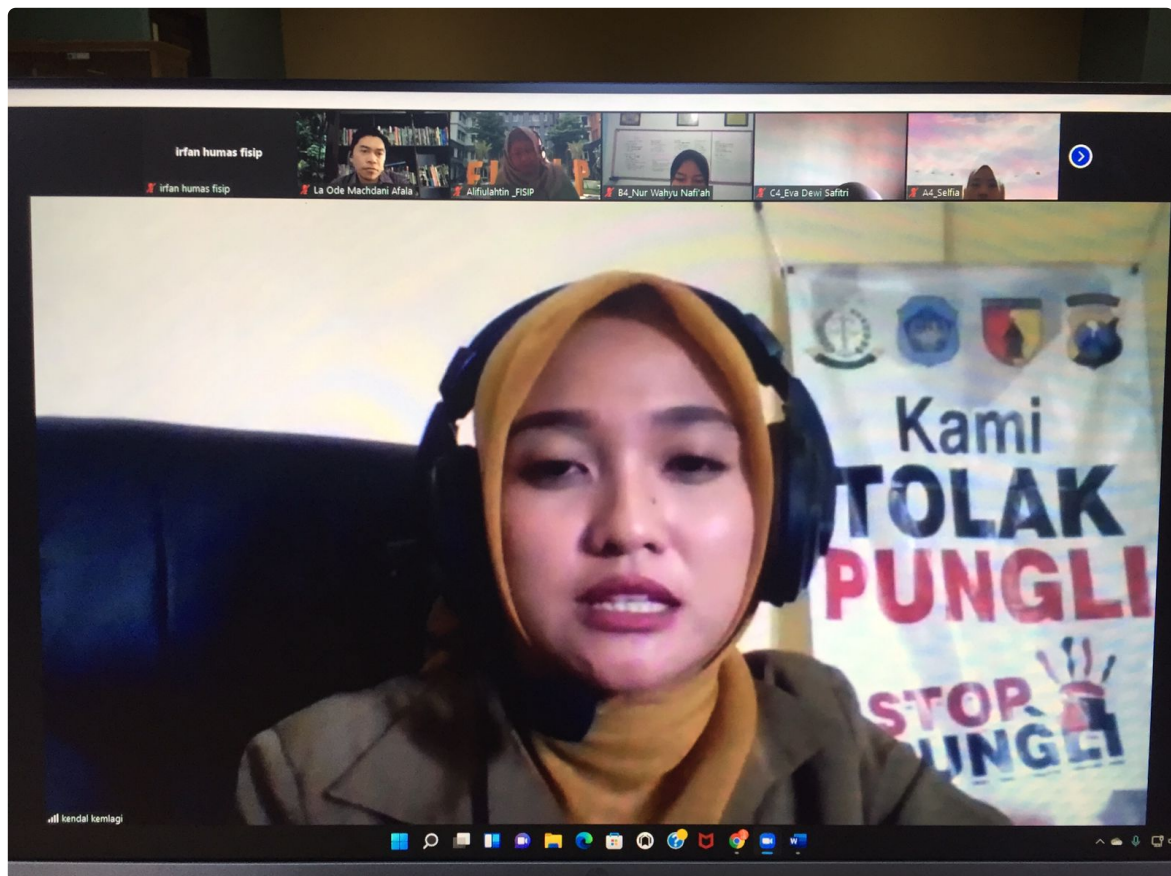 irfan humas fisip
irfan humas fisip
La Ode Machdani Afala
Alifiulahtin _FISIP
B4_Nur Wahyu Nafi'ah
C4_Eva Dewi Safitri
A4_Selfia
Kami
TOLAK
PUNGLI
STOP
PUNGLI
kendal kemlagi